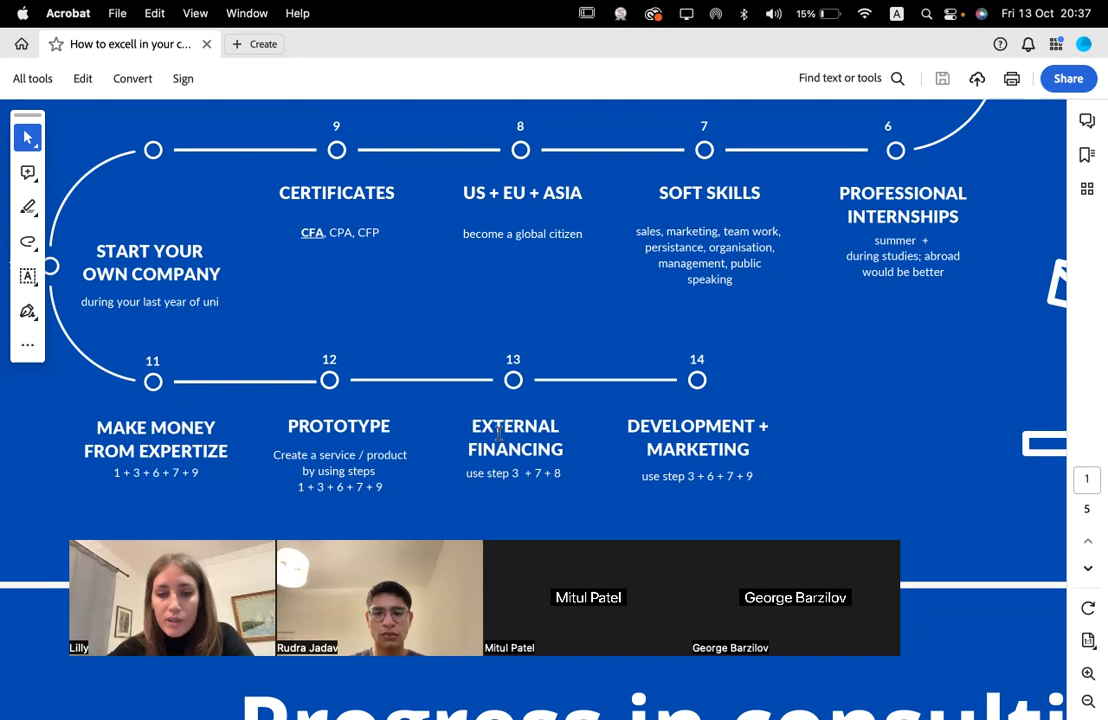 Acrobat File Edit View Window Help 15% A Fri 13 Oct 20:37
How to excell in your c... Create
All tools Edit Convert Sign Find text or tools Share
9 8 7 6
CERTIFICATES
CFA, CPA, CFP
US + EU + ASIA
become a global citizen
SOFT SKILLS
sales, marketing, team work,
persistance, organisation,
management, public
speaking
PROFESSIONAL
INTERNSHIPS
summer +
during studies; abroad
would be better
START YOUR
OWN COMPANY
during your last year of uni
11 12 13 14
MAKE MONEY
FROM EXPERTIZE
1 + 3 + 6 + 7 + 9
PROTOTYPE
Create a service / product
by using steps
1 + 3 + 6 + 7 + 9
EXTERNAL
FINANCING
use step 3 + 7 + 8
DEVELOPMENT +
MARKETING
use step 3 + 6 + 7 + 9
1
5
Lilly
Rudra Jadav
Mitul Patel
Mitul Patel
George Barzilov
George Barzilov
Progress in consulti